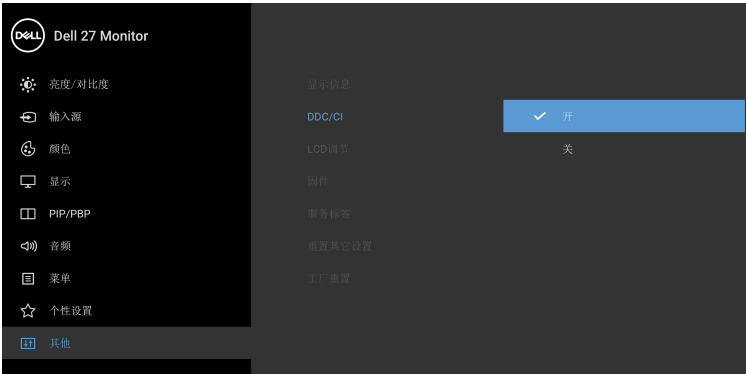 DELL
Dell 27 Monitor
亮度/对比度
输入源
颜色
显示
PIP/PBP
音频
菜单
个性设置
其他
显示信息
DDC/CI
LCD调节
固件
服务标签
重置其它设置
工厂重置
开
关